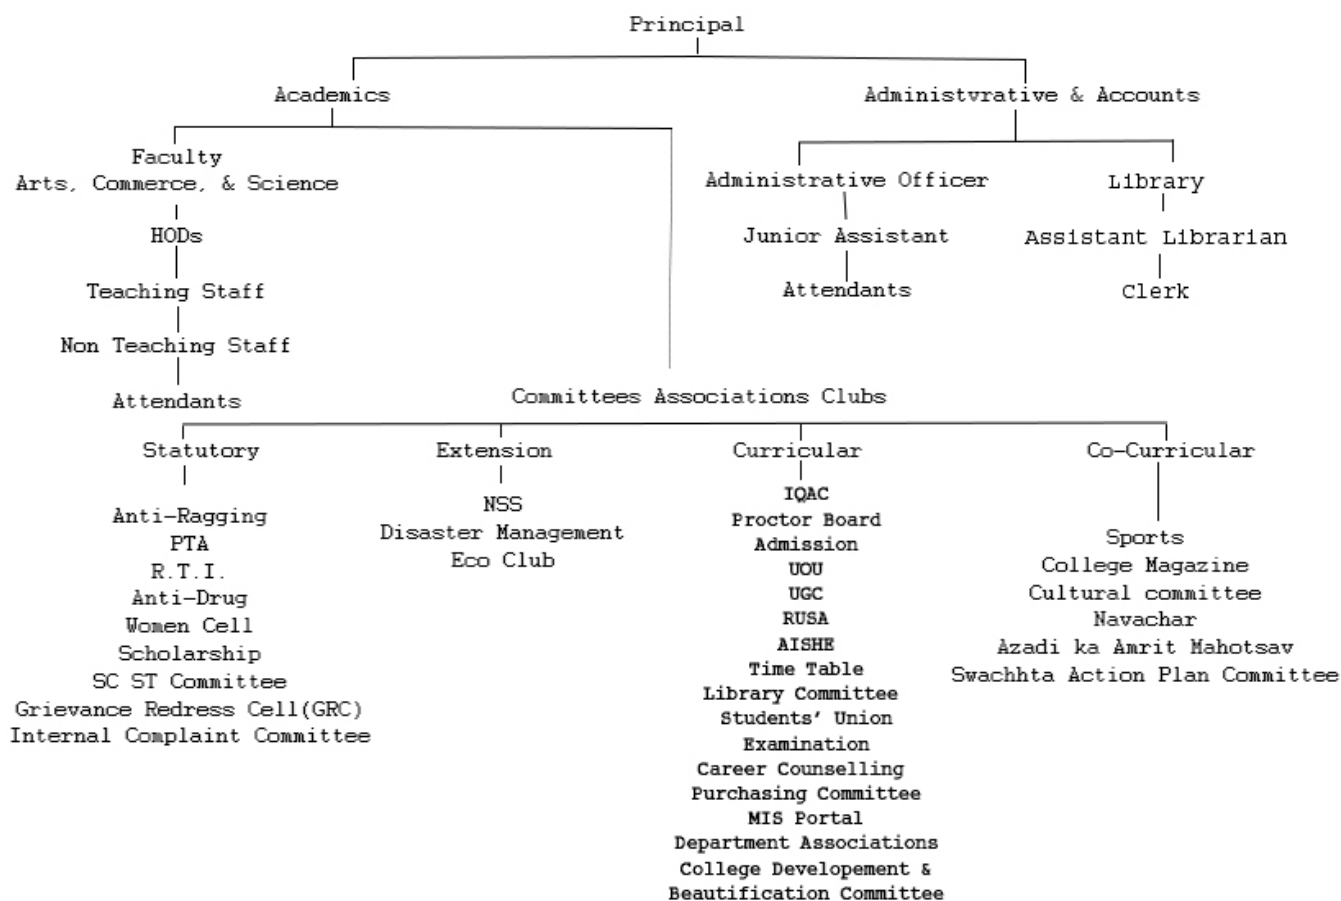 Principal
Academics
Administvrative & Accounts
Faculty
Arts, Commerce, & Science
HODs
Teaching Staff
Non Teaching Staff
Attendants
Administrative Officer
Junior Assistant
Attendants
Library
Assistant Librarian
Clerk
Committees Associations Clubs
Statutory
Anti-Ragging
PTA
R.T.I.
Anti-Drug
Women Cell
Scholarship
SC ST Committee
Grievance Redress Cell(GRC)
Internal Complaint Committee
Extension
NSS
Disaster Management
Eco Club
Curricular
IQAC
Proctor Board
Admission
UOU
UGC
RUSA
AISHE
Time Table
Library Committee
Students' Union
Examination
Career Counselling
Purchasing Committee
MIS Portal
Department Associations
College Developement &
Beautification Committee
Co-Curricular
Sports
College Magazine
Cultural committee
Navachar
Azadi ka Amrit Mahotsav
Swachhta Action Plan Committee